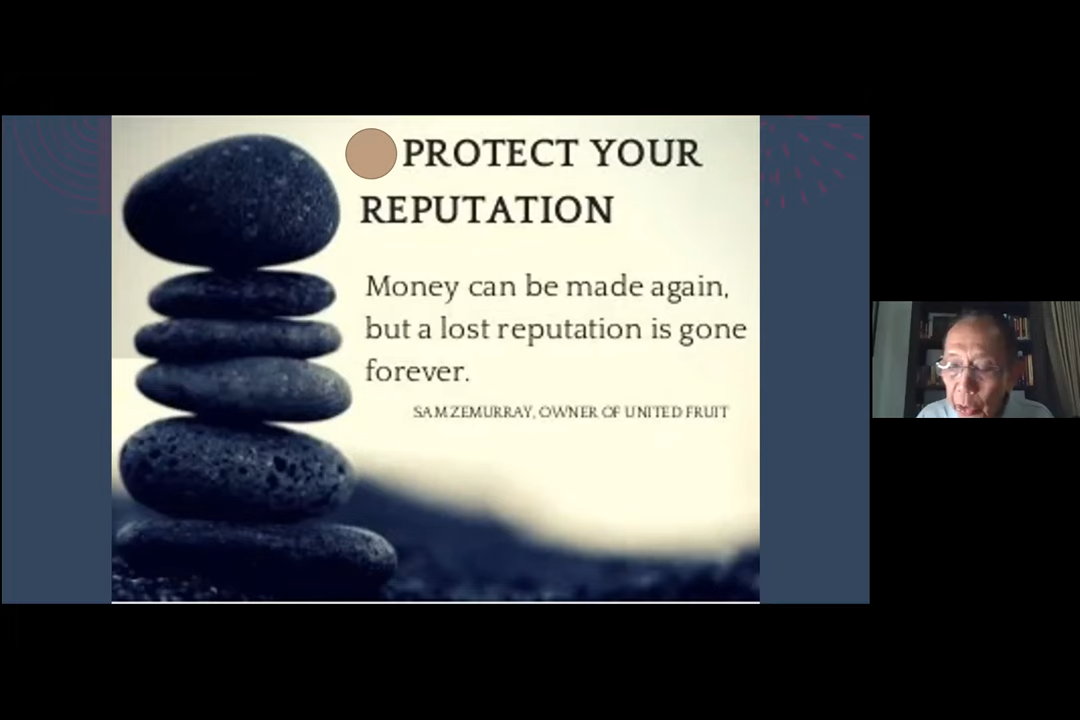 PROTECT YOUR
REPUTATION
Money can be made again,
but a lost reputation is gone
forever.
SAM ZEMURRAY, OWNER OF UNITED FRUIT